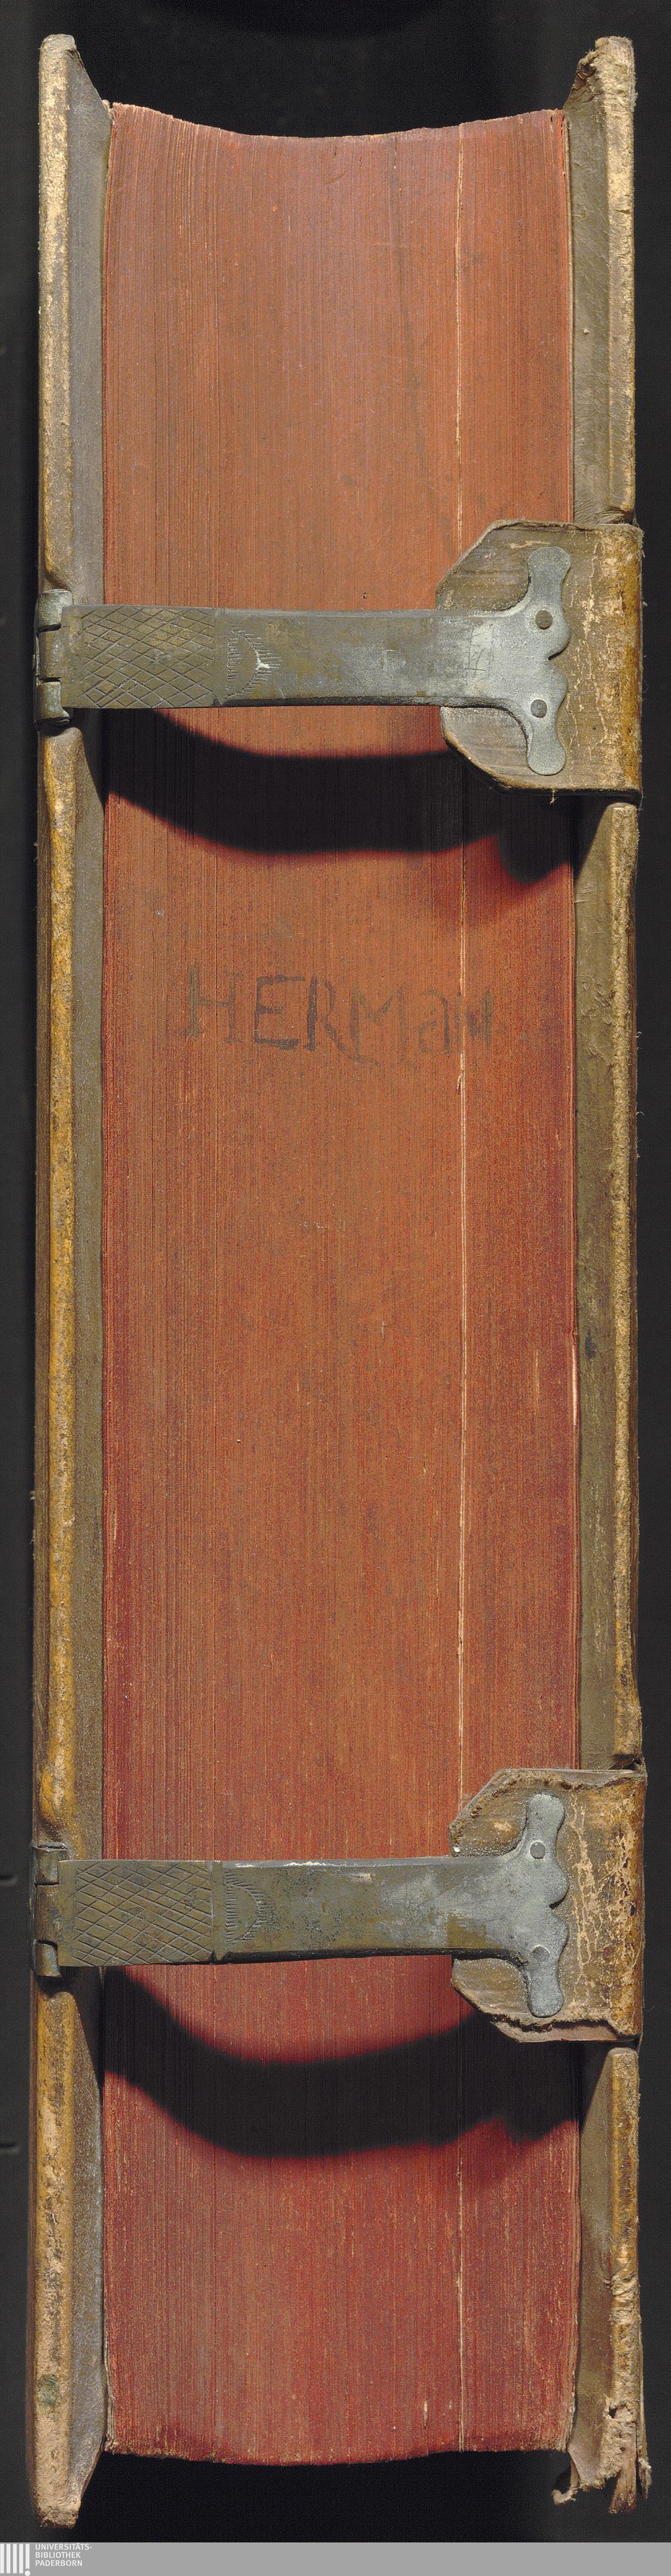 HERMaN
UNIVERSITÄTS-
BIBLIOTHEK
PADERBORN